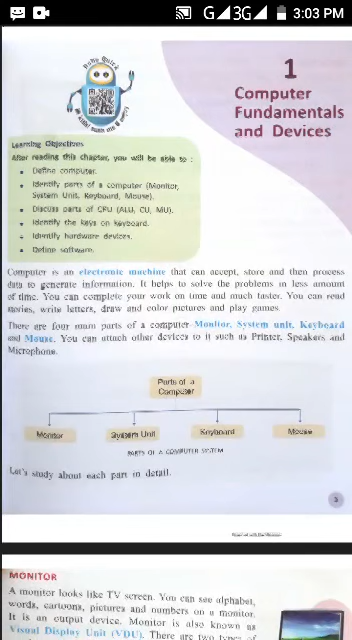 G 3G 3:03 PM
1
Computer
Fundamentals
and Devices
Learning Objectives
After reading this chapter, you will be able to :
• Define computer.
• Identify parts of a computer (Monitor,
System Unit, Keyboard, Mouse).
• Discuss parts of CPU (ALU, CU, MU).
• Identify the keys on keyboard.
• Identify hardware devices.
• Define software.
Computer is an electronic machine that can accept, store and then process
data to generate information. It helps to solve the problems in less amount
of time. You can complete your work on time and much faster. You can read
stories, write letters, draw and color pictures and play games.
There are four main parts of a computer-Monitor, System unit, Keyboard
and Mouse. You can attach other devices to it such as Printer, Speakers and
Microphone.
Parts of a
Computer
Monitor System Unit Keyboard Mouse
PARTS OF A COMPUTER SYSTEM
Let's study about each part in detail.
3
MONITOR
A monitor looks like TV screen. You can see alphabet,
words, cartoons, pictures and numbers on a monitor.
It is an output device. Monitor is also known as
Visual Display Unit (VDU). There are two types of